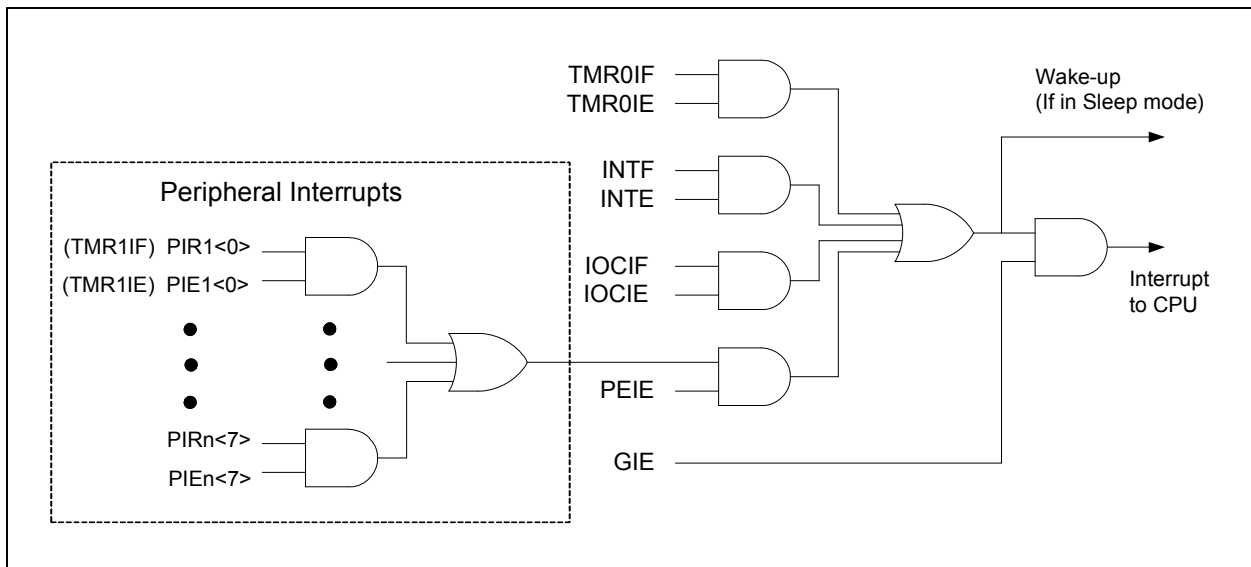 TMR0IF
TMR0IE
Wake-up
(If in Sleep mode)
INTF
INTE
Peripheral Interrupts
(TMR1IF) PIR1<0>
(TMR1IE) PIE1<0>
IOCIF
IOCIE
Interrupt
to CPU
PEIE
PIRn<7>
PIEn<7>
GIE